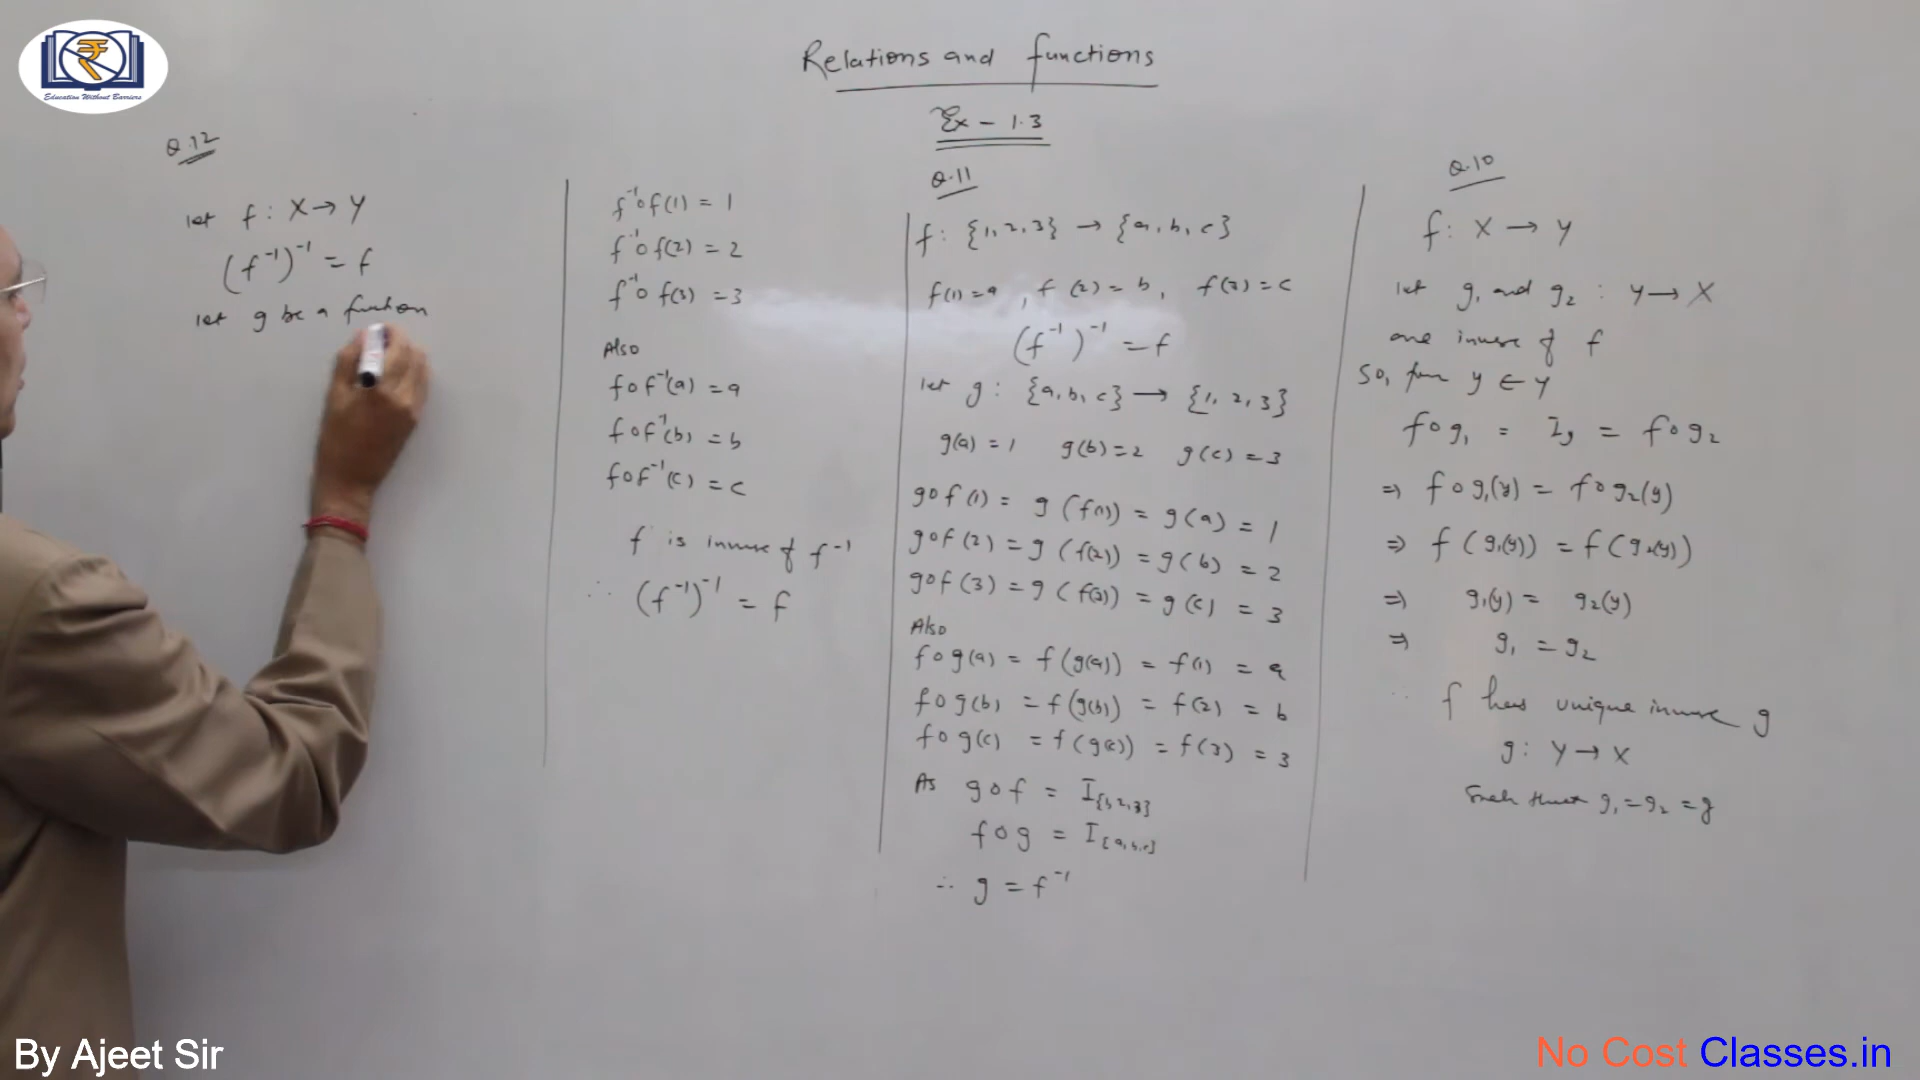 Education Without Barriers
Relations and functions
Ex - 1.3
Q.12
let f : X → Y
(f⁻¹)⁻¹ = f
let g be a function
f⁻¹of(1) = 1
f⁻¹of(2) = 2
f⁻¹of(3) = 3
Also
fof⁻¹(a) = a
fof⁻¹(b) = b
fof⁻¹(c) = c
f is inverse of f⁻¹
∴ (f⁻¹)⁻¹ = f
Q.11
f : {1, 2, 3} → {a, b, c}
f(1) = a, f(2) = b, f(3) = c
(f⁻¹)⁻¹ = f
let g : {a, b, c} → {1, 2, 3}
g(a) = 1 g(b) = 2 g(c) = 3
gof(1) = g(f(1)) = g(a) = 1
gof(2) = g(f(2)) = g(b) = 2
gof(3) = g(f(3)) = g(c) = 3
Also
fog(a) = f(g(a)) = f(1) = a
fog(b) = f(g(b)) = f(2) = b
fog(c) = f(g(c)) = f(3) = 3
As gof = I{1, 2, 3}
fog = I{a, b, c}
∴ g = f⁻¹
Q.10
f : X → Y
let g₁ and g₂ : Y → X
are inverse of f
So, for y ∈ Y
fog₁ = Iy = fog₂
⇒ fog₁(y) = fog₂(y)
⇒ f(g₁(y)) = f(g₂(y))
⇒ g₁(y) = g₂(y)
⇒ g₁ = g₂
∴ f has unique inverse g
g : Y → X
Such that g₁ = g₂ = g
By Ajeet Sir
No Cost Classes.in